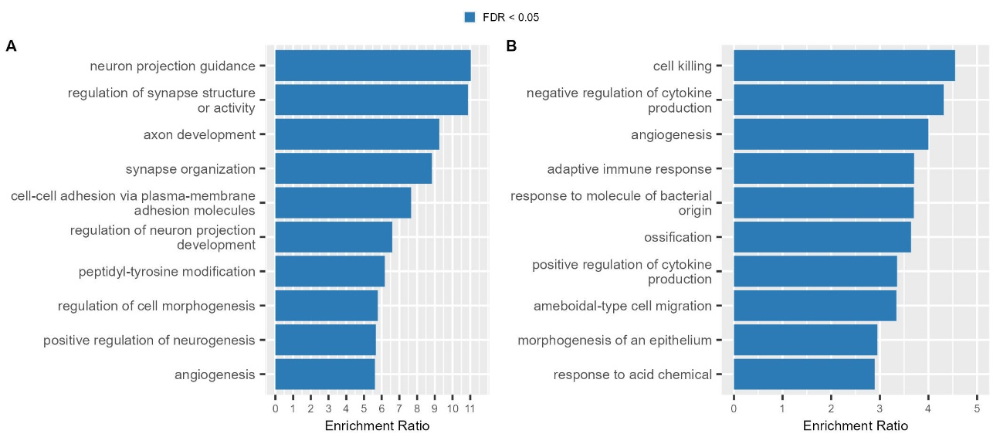 FDR < 0.05
A
neuron projection guidance
regulation of synapse structure
or activity
axon development
synapse organization
cell-cell adhesion via plasma-membrane
adhesion molecules
regulation of neuron projection
development
peptidyl-tyrosine modification
regulation of cell morphogenesis
positive regulation of neurogenesis
angiogenesis
0 1 2 3 4 5 6 7 8 9 10 11
Enrichment Ratio
B
cell killing
negative regulation of cytokine
production
angiogenesis
adaptive immune response
response to molecule of bacterial
origin
ossification
positive regulation of cytokine
production
ameboidal-type cell migration
morphogenesis of an epithelium
response to acid chemical
0 1 2 3 4 5
Enrichment Ratio